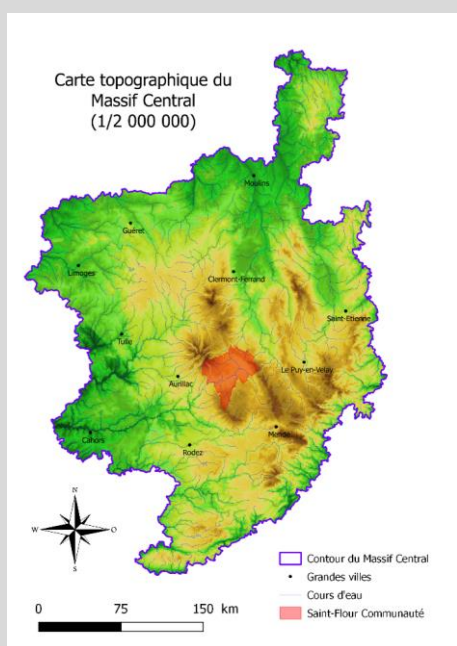 Carte topographique du
Massif Central
(1/2 000 000)
Moulins
Guéret
Limoges
Clermont-Ferrand
Saint-Etienne
Tulle
Le Puy-en-Velay
Aurillac
Mende
Cahors
Rodez
N
W O
S
Contour du Massif Central
Grandes villes
Cours d'eau
Saint-Flour Communauté
0 75 150 km